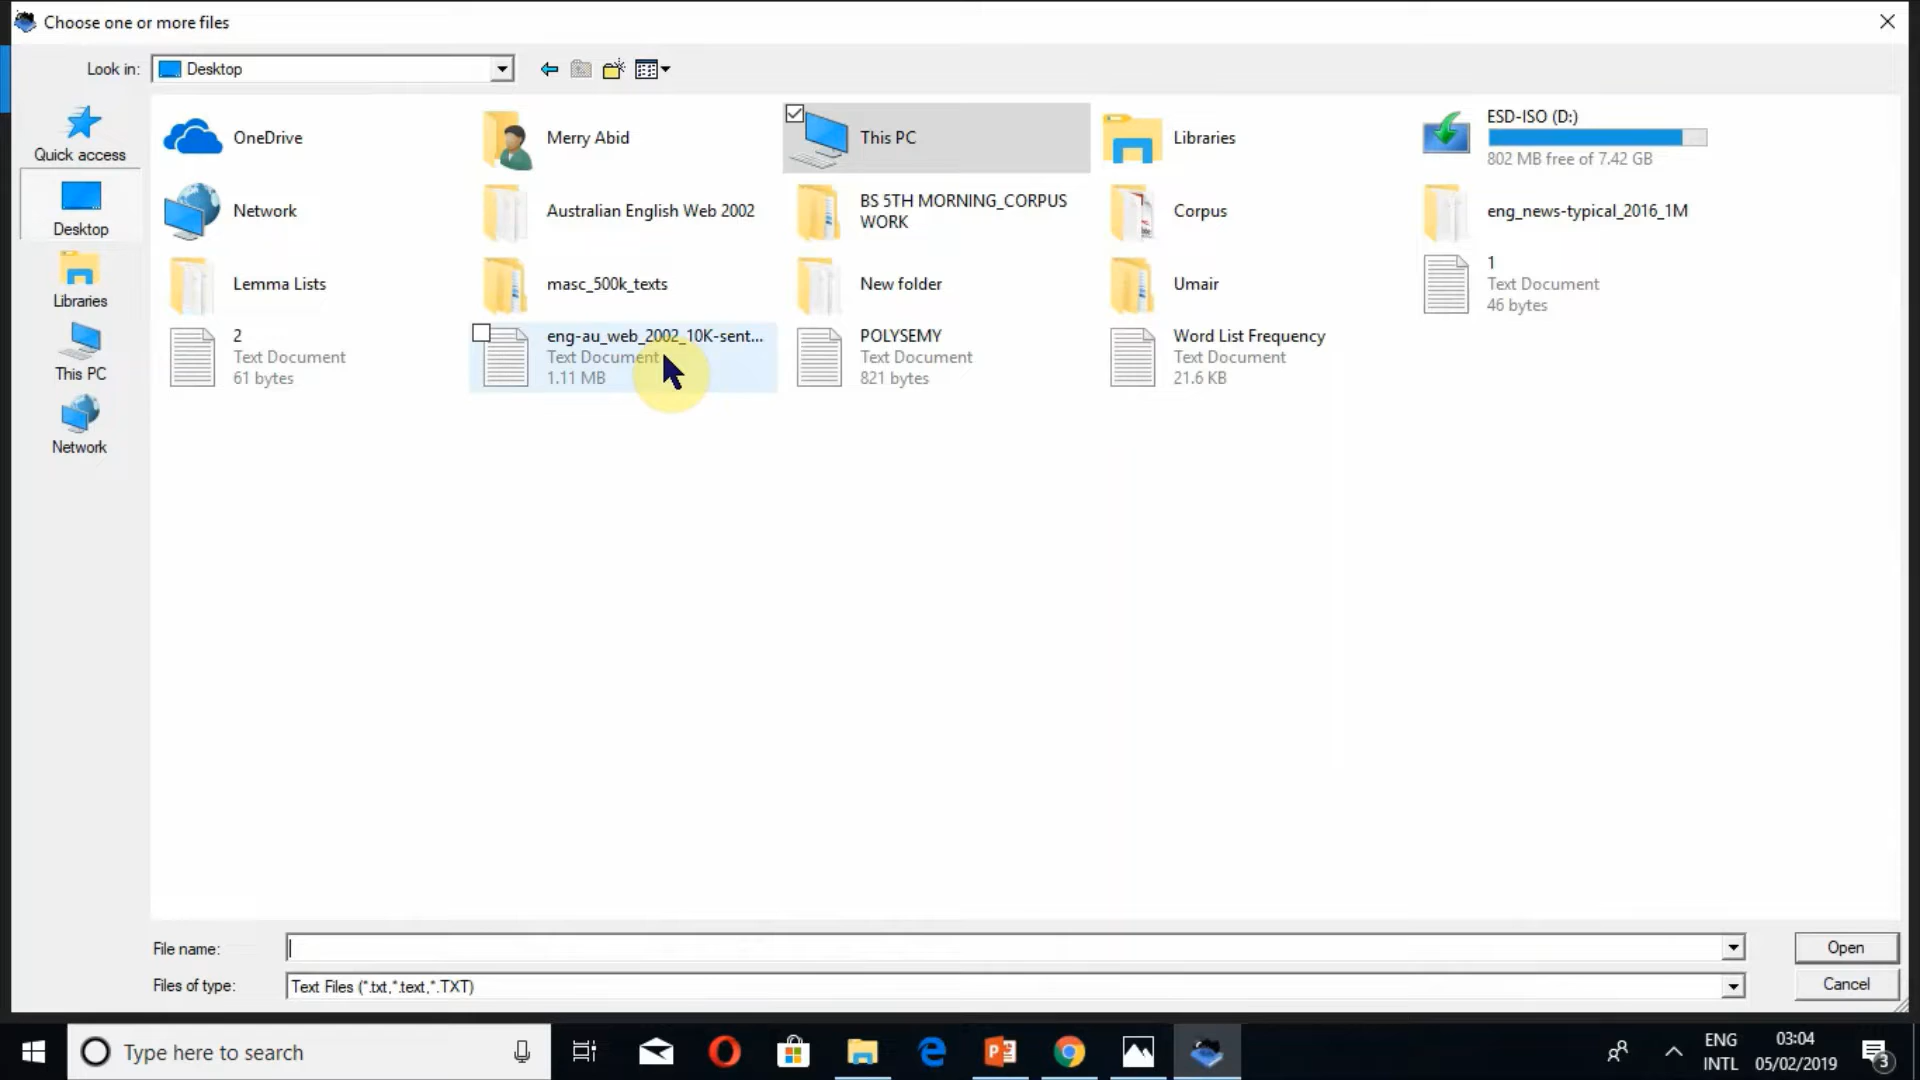 Choose one or more files
Look in:
Desktop
Quick access
Desktop
Libraries
This PC
Network
OneDrive
Merry Abid
This PC
Libraries
ESD-ISO (D:)
802 MB free of 7.42 GB
Network
Australian English Web 2002
BS 5TH MORNING_CORPUS
WORK
Corpus
eng_news-typical_2016_1M
Lemma Lists
masc_500k_texts
New folder
Umair
1
Text Document
46 bytes
2
Text Document
61 bytes
eng-au_web_2002_10K-sent...
Text Document
1.11 MB
POLYSEMY
Text Document
821 bytes
Word List Frequency
Text Document
21.6 KB
File name:
Open
Files of type:
Text Files (*.txt,*.text,*.TXT)
Cancel
Type here to search
ENG
INTL
03:04
05/02/2019
3